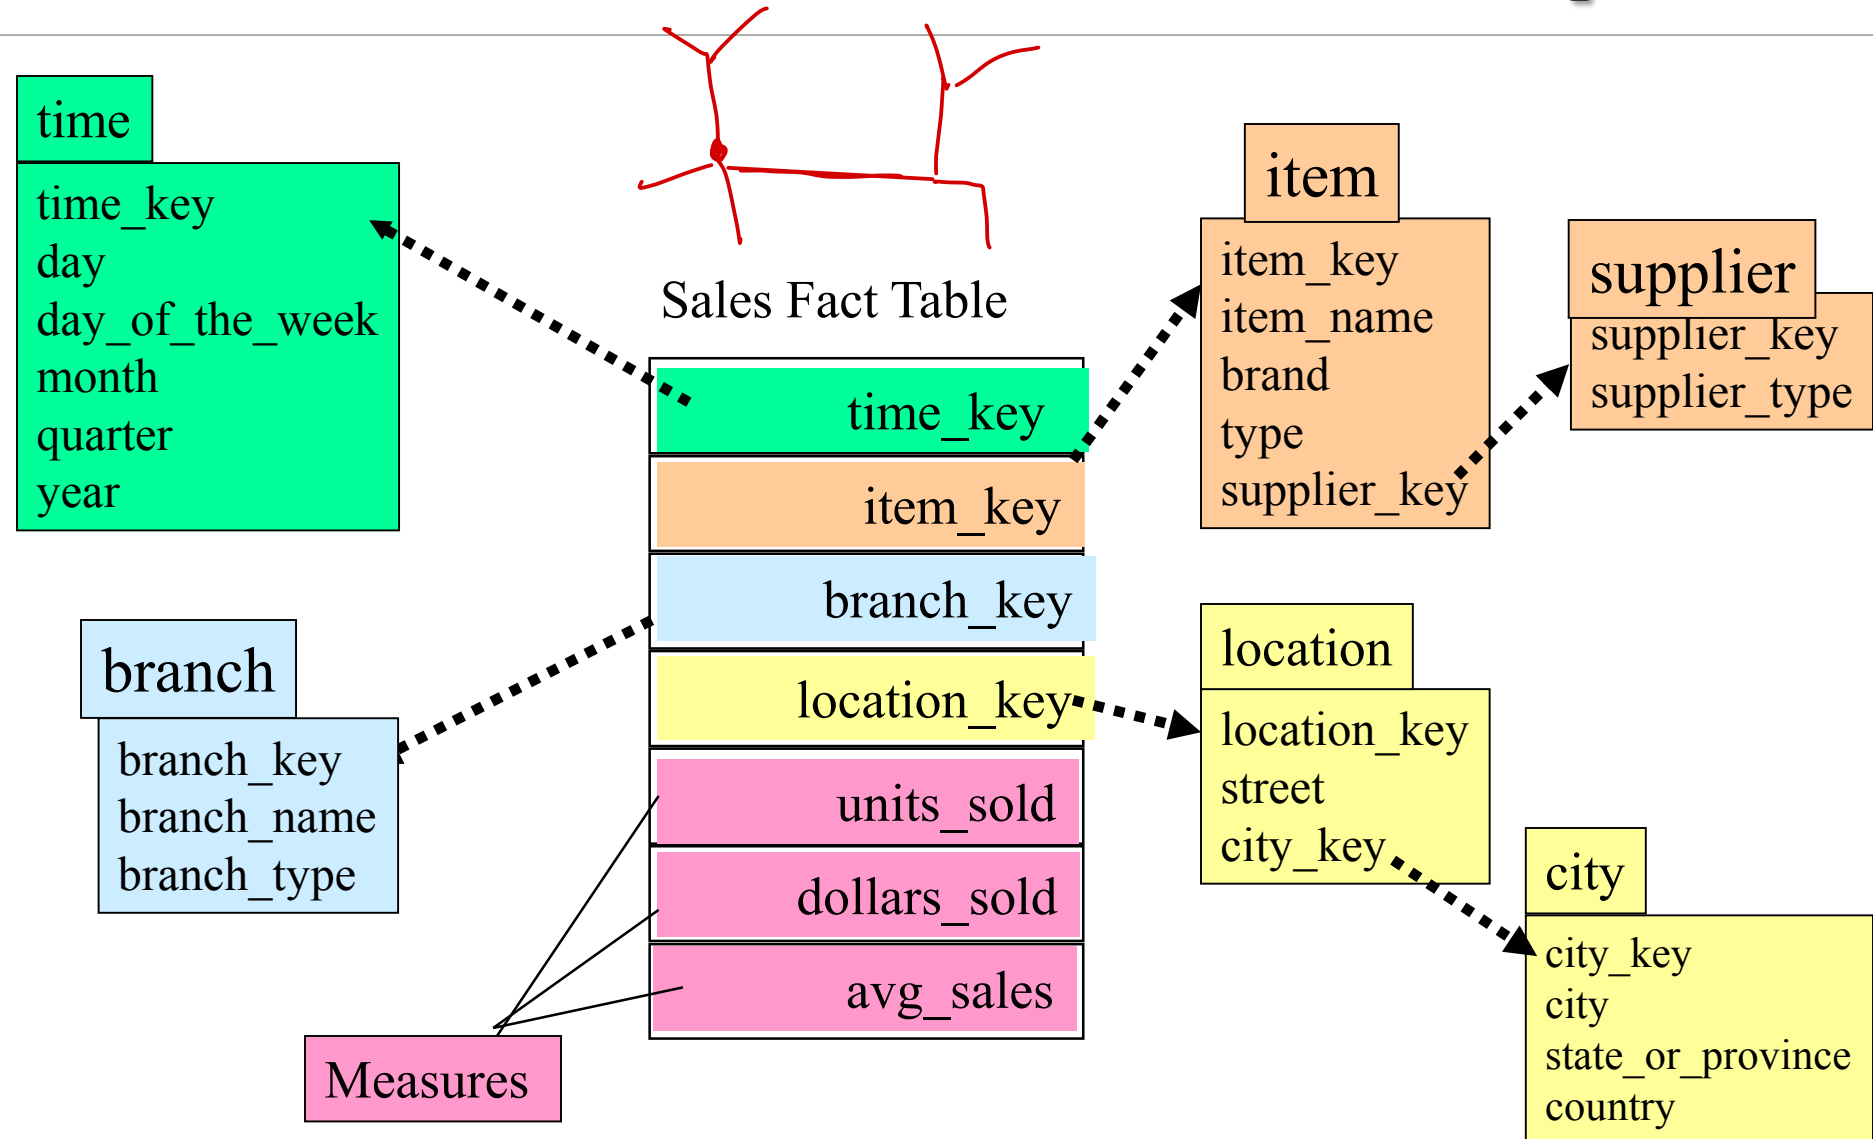 time
time_key
day
day_of_the_week
month
quarter
year
Sales Fact Table
time_key
item_key
branch_key
location_key
units_sold
dollars_sold
avg_sales
item
item_key
item_name
brand
type
supplier_key
supplier
supplier_key
supplier_type
branch
branch_key
branch_name
branch_type
location
location_key
street
city_key
city
city_key
city
state_or_province
country
Measures